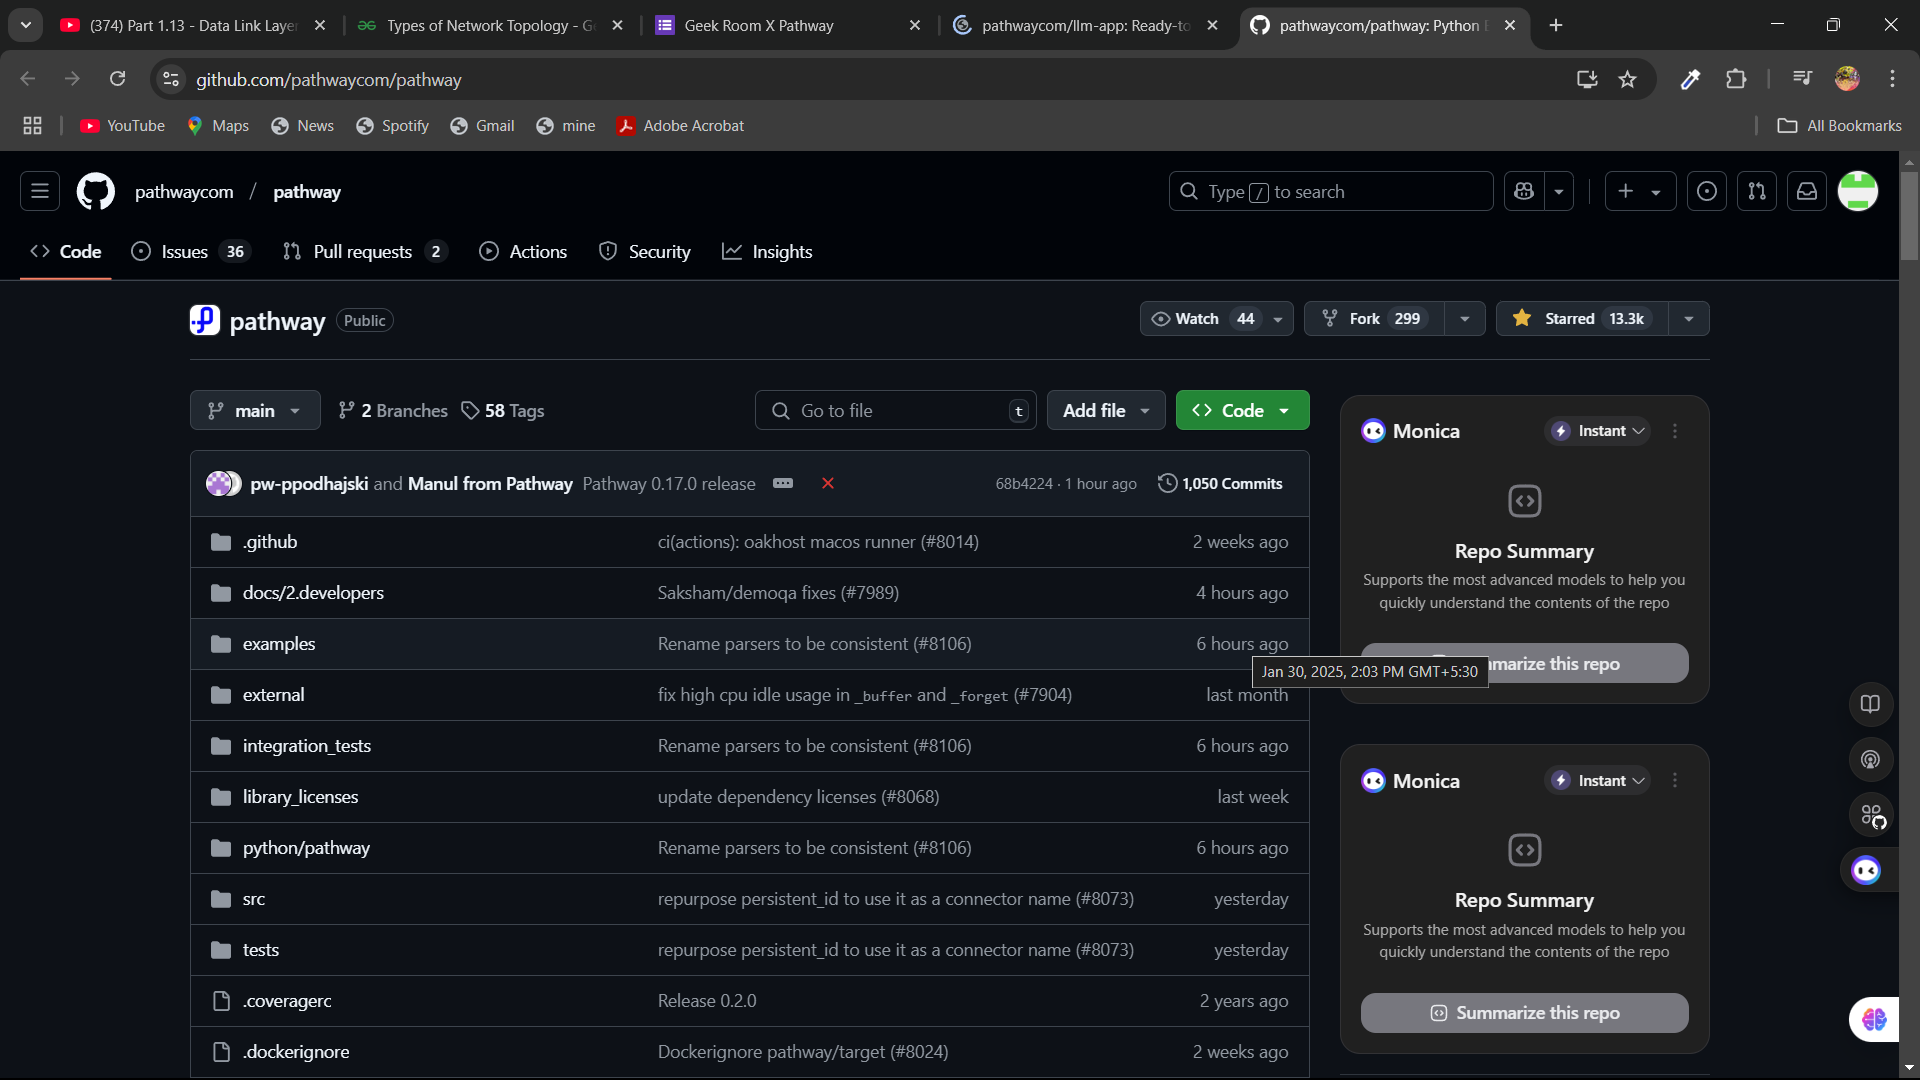 (374) Part 1.13 - Data Link Layer
Types of Network Topology - G
Geek Room X Pathway
pathwaycom/llm-app: Ready-to
pathwaycom/pathway: Python
github.com/pathwaycom/pathway
YouTube Maps News Spotify Gmail mine Adobe Acrobat All Bookmarks
pathwaycom / pathway
Type / to search
Code Issues 36 Pull requests 2 Actions Security Insights
pathway Public
Watch 44 Fork 299 Starred 13.3k
main 2 Branches 58 Tags Go to file t Add file Code
pw-ppodhajski and Manul from Pathway Pathway 0.17.0 release 68b4224 · 1 hour ago 1,050 Commits
.github ci(actions): oakhost macos runner (#8014) 2 weeks ago
docs/2.developers Saksham/demoqa fixes (#7989) 4 hours ago
examples Rename parsers to be consistent (#8106) 6 hours ago
external fix high cpu idle usage in _buffer and _forget (#7904) last month
integration_tests Rename parsers to be consistent (#8106) 6 hours ago
library_licenses update dependency licenses (#8068) last week
python/pathway Rename parsers to be consistent (#8106) 6 hours ago
src repurpose persistent_id to use it as a connector name (#8073) yesterday
tests repurpose persistent_id to use it as a connector name (#8073) yesterday
.coveragerc Release 0.2.0 2 years ago
.dockerignore Dockerignore pathway/target (#8024) 2 weeks ago
Monica Instant
Repo Summary
Supports the most advanced models to help you
quickly understand the contents of the repo
marize this repo
Jan 30, 2025, 2:03 PM GMT+5:30
Monica Instant
Repo Summary
Supports the most advanced models to help you
quickly understand the contents of the repo
Summarize this repo